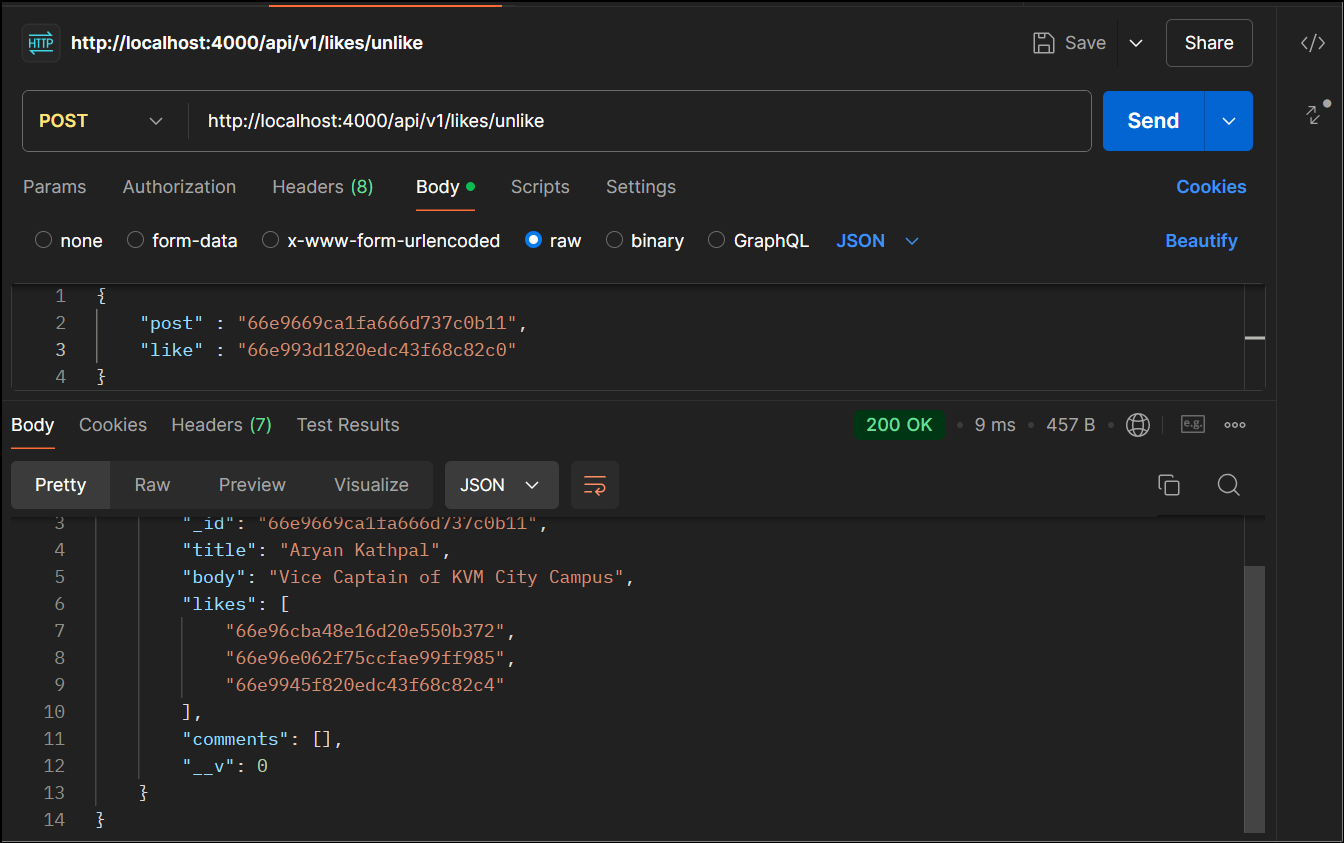 HTTP http://localhost:4000/api/v1/likes/unlike Save Share </>
POST http://localhost:4000/api/v1/likes/unlike Send
Params Authorization Headers (8) Body Scripts Settings Cookies
none form-data x-www-form-urlencoded raw binary GraphQL JSON Beautify
1 {
2 "post" : "66e9669ca1fa666d737c0b11",
3 "like" : "66e993d1820edc43f68c82c0"
4 }
Body Cookies Headers (7) Test Results 200 OK 9 ms 457 B e.g.
Pretty Raw Preview Visualize JSON
3 "_id": "66e9669ca1fa666d737c0b11",
4 "title": "Aryan Kathpal",
5 "body": "Vice Captain of KVM City Campus",
6 "likes": [
7 "66e96cba48e16d20e550b372",
8 "66e96e062f75ccfae99ff985",
9 "66e9945f820edc43f68c82c4"
10 ],
11 "comments": [],
12 "__v": 0
13 }
14 }